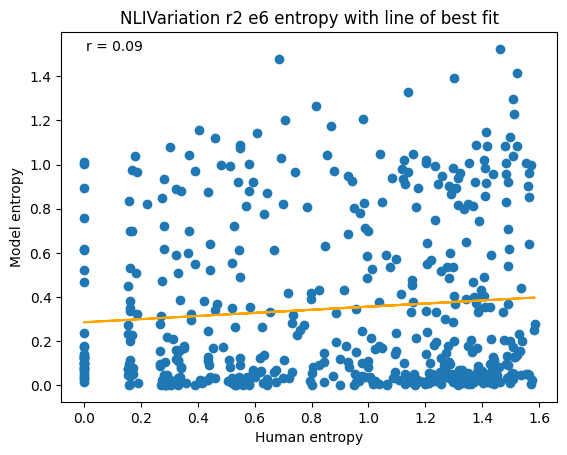 NLIVariation r2 e6 entropy with line of best fit
r = 0.09
Model entropy
1.4
1.2
1.0
0.8
0.6
0.4
0.2
0.0
0.0 0.2 0.4 0.6 0.8 1.0 1.2 1.4 1.6
Human entropy